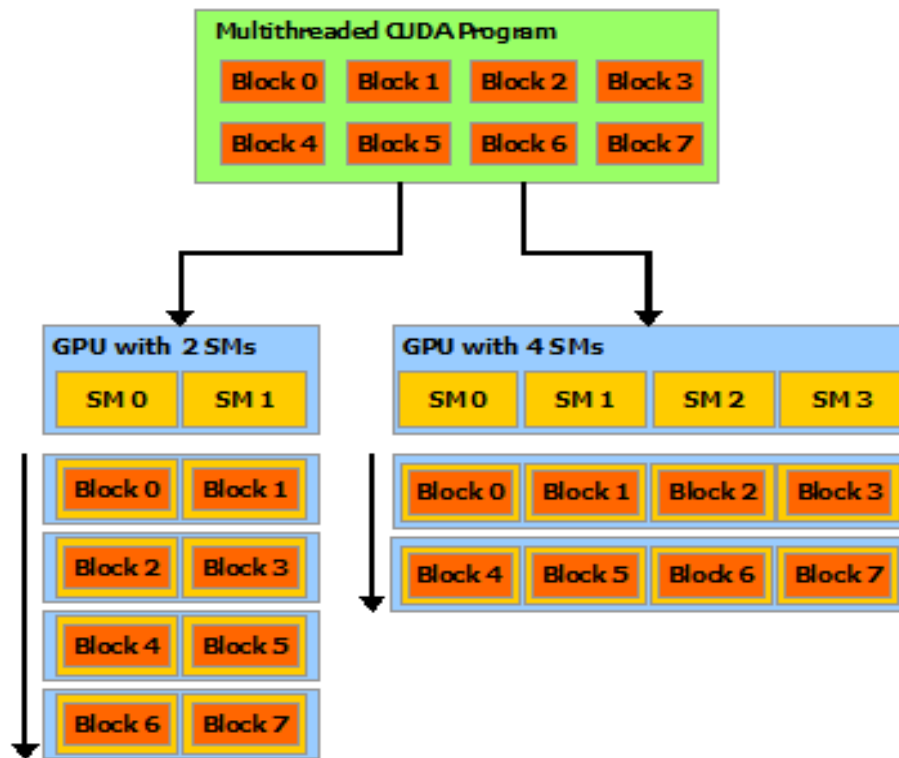 Multithreaded CUDA Program
Block 0 Block 1 Block 2 Block 3
Block 4 Block 5 Block 6 Block 7
GPU with 2 SMs
SM 0 SM 1
Block 0 Block 1
Block 2 Block 3
Block 4 Block 5
Block 6 Block 7
GPU with 4 SMs
SM 0 SM 1 SM 2 SM 3
Block 0 Block 1 Block 2 Block 3
Block 4 Block 5 Block 6 Block 7